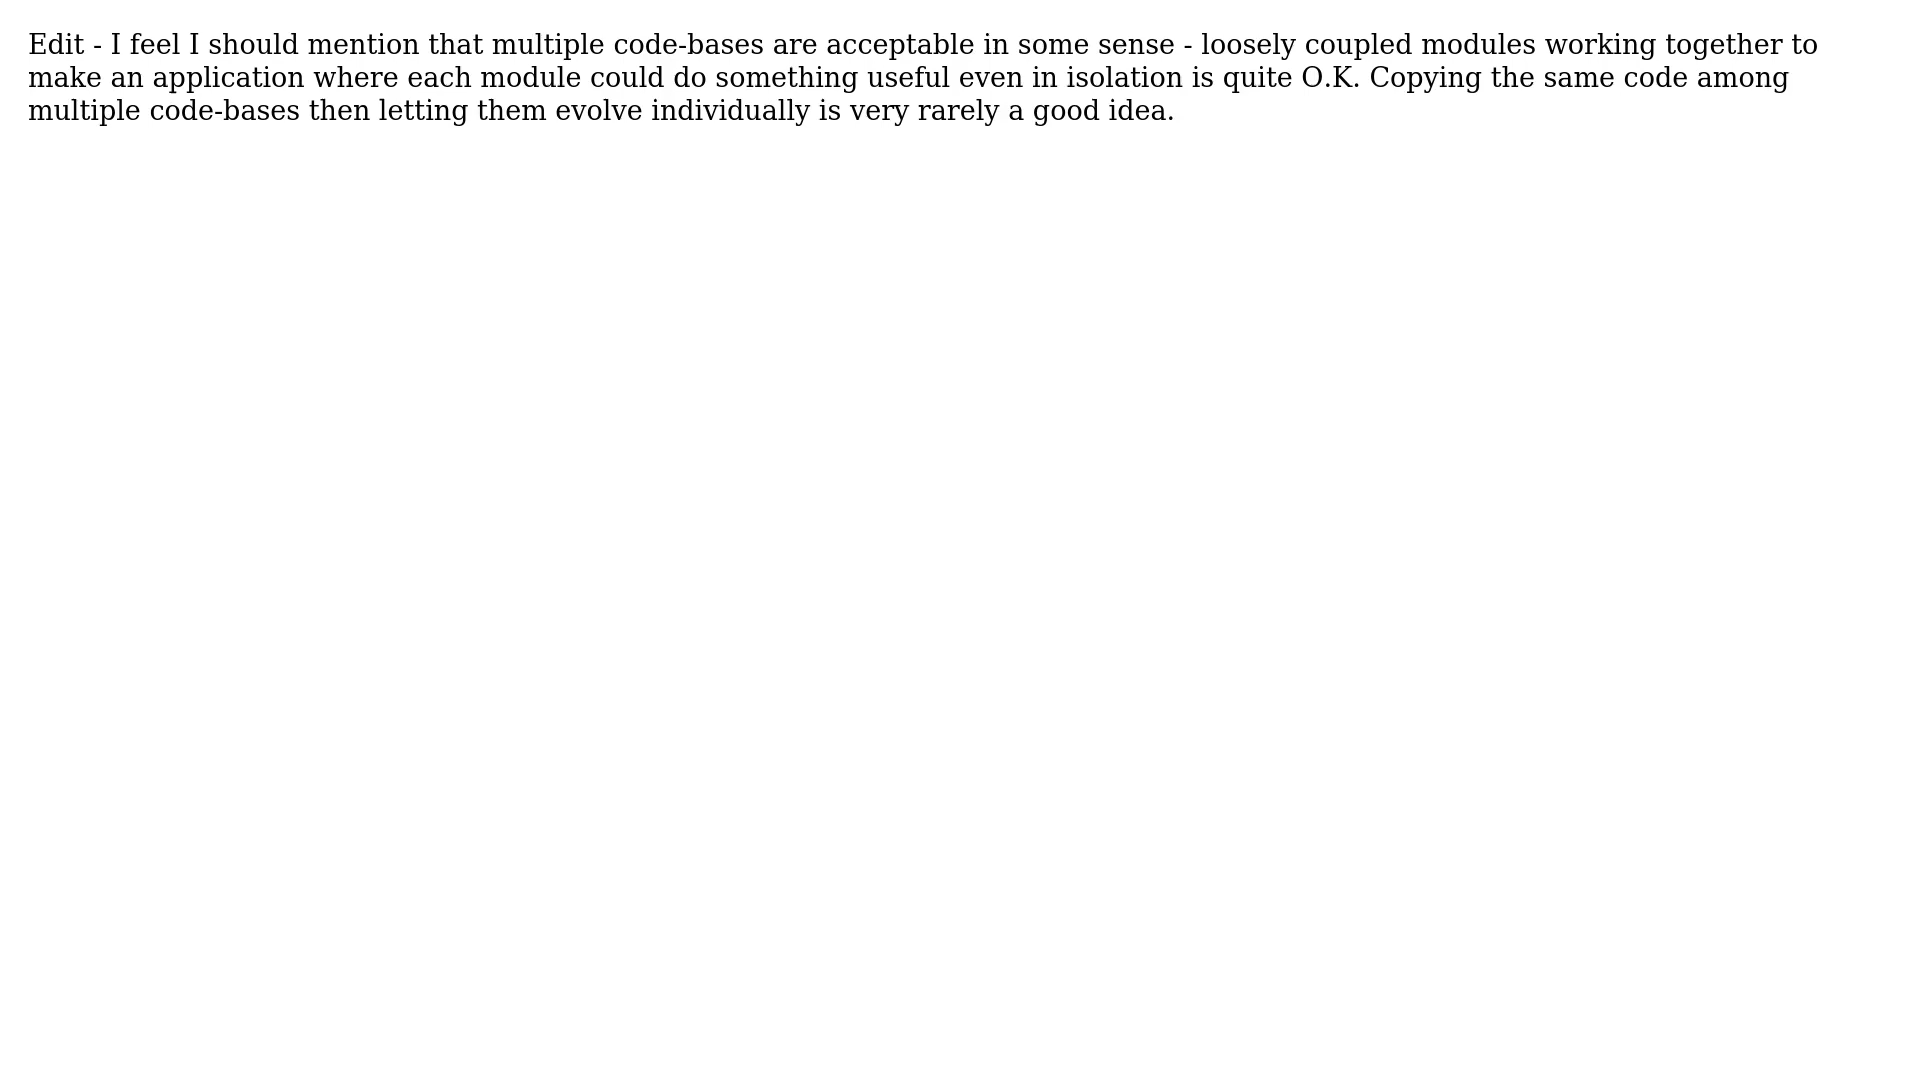 Edit - I feel I should mention that multiple code-bases are acceptable in some sense - loosely coupled modules working together to
make an application where each module could do something useful even in isolation is quite O.K. Copying the same code among
multiple code-bases then letting them evolve individually is very rarely a good idea.